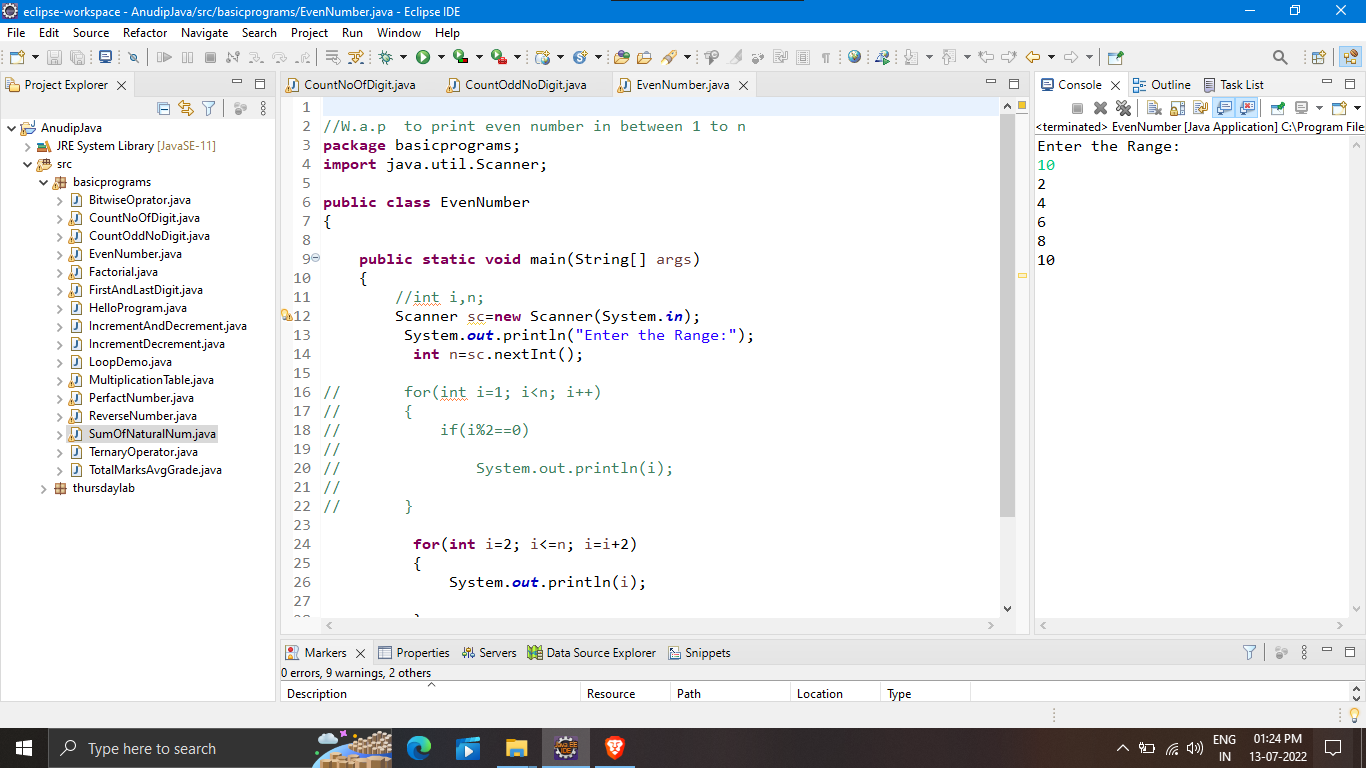 eclipse-workspace - AnudipJava/src/basicprograms/EvenNumber.java - Eclipse IDE
File Edit Source Refactor Navigate Search Project Run Window Help
Project Explorer
AnudipJava
JRE System Library [JavaSE-11]
src
basicprograms
BitwiseOprator.java
CountNoOfDigit.java
CountOddNoDigit.java
EvenNumber.java
Factorial.java
FirstAndLastDigit.java
HelloProgram.java
IncrementAndDecrement.java
IncrementDecrement.java
LoopDemo.java
MultiplicationTable.java
PerfactNumber.java
ReverseNumber.java
SumOfNaturalNum.java
TernaryOperator.java
TotalMarksAvgGrade.java
thursdaylab
CountNoOfDigit.java CountOddNoDigit.java EvenNumber.java
1
2 //W.a.p  to print even number in between 1 to n
3 package basicprograms;
4 import java.util.Scanner;
5
6 public class EvenNumber
7 {
8
9     public static void main(String[] args)
10     {
11         //int i,n;
12         Scanner sc=new Scanner(System.in);
13          System.out.println("Enter the Range:");
14           int n=sc.nextInt();
15
16 //       for(int i=1; i<n; i++)
17 //       {
18 //           if(i%2==0)
19 //
20 //               System.out.println(i);
21 //
22 //       }
23
24           for(int i=2; i<=n; i=i+2)
25           {
26               System.out.println(i);
27
Console Outline Task List
<terminated> EvenNumber [Java Application] C:\Program File
Enter the Range:
10
2
4
6
8
10
Markers Properties Servers Data Source Explorer Snippets
0 errors, 9 warnings, 2 others
Description Resource Path Location Type
Type here to search
ENG
IN
01:24 PM
13-07-2022